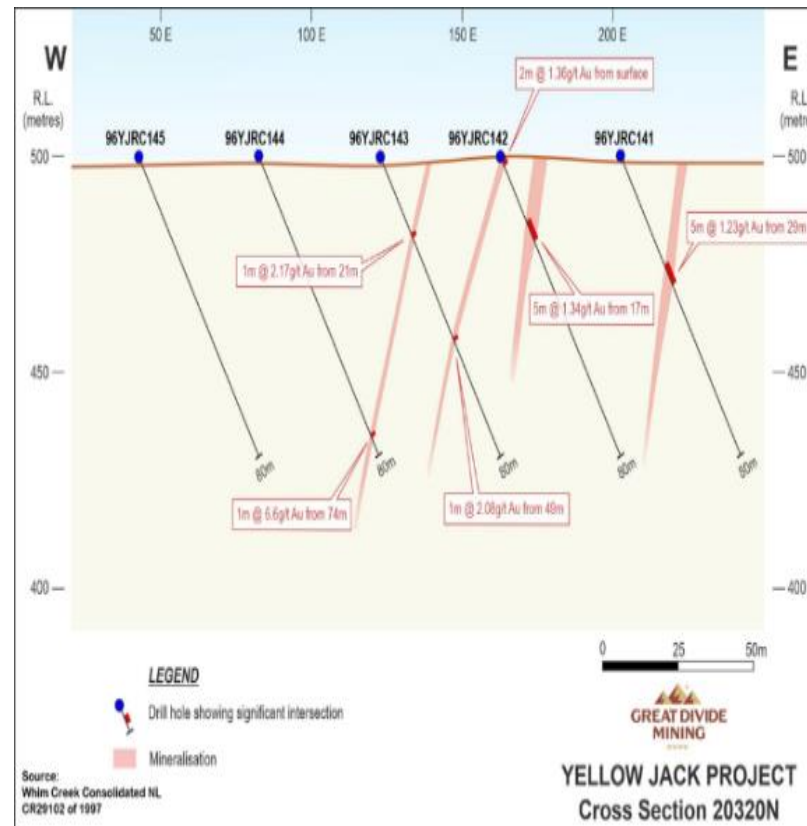 50 E 100 E 150 E 200 E
W E
R.L.
(metres)
R.L.
(metres)
2m @ 1.36g/t Au from surface
96YJRC145 96YJRC144 96YJRC143 96YJRC142 96YJRC141
500 500
5m @ 1.23g/t Au from 29m
1m @ 2.17g/t Au from 21m
5m @ 1.34g/t Au from 17m
450 450
80m 80m 80m 80m 80m
1m @ 6.6g/t Au from 74m
1m @ 2.08g/t Au from 49m
400 400
0 25 50m
LEGEND
Drill hole showing significant intersection
Mineralisation
GREAT DIVIDE
MINING
Source:
Whim Creek Consolidated NL
CR29102 of 1997
YELLOW JACK PROJECT
Cross Section 20320N